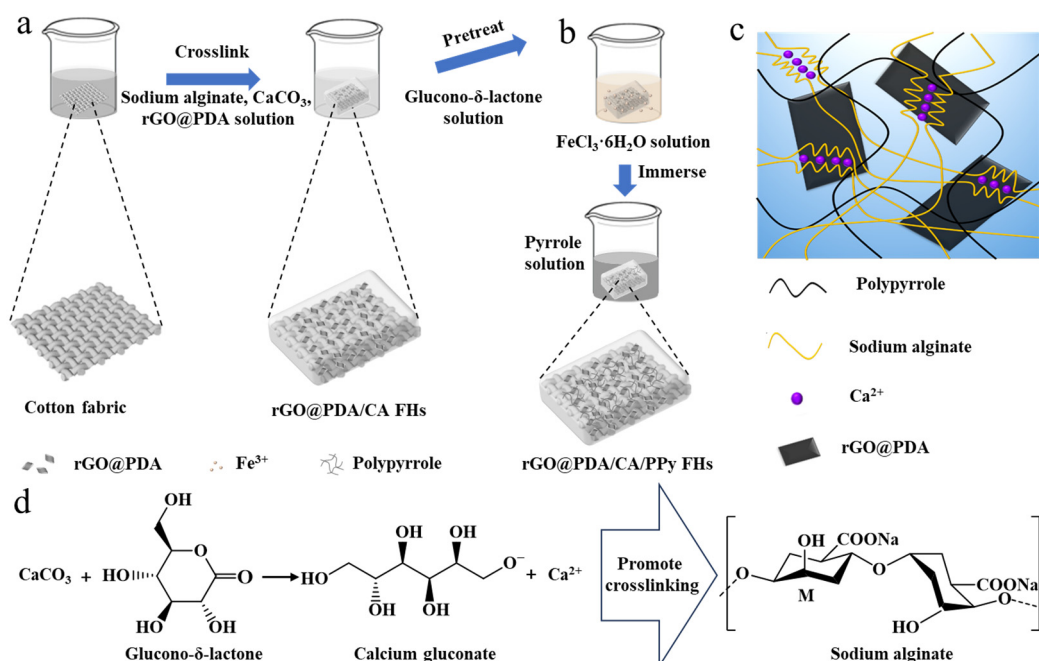 a
Crosslink
Sodium alginate, CaCO₃,
rGO@PDA solution
Pretreat
Glucono-δ-lactone
solution
Cotton fabric
rGO@PDA/CA FHs
b
FeCl₃·6H₂O solution
Immerse
Pyrrole
solution
rGO@PDA/CA/PPy FHs
rGO@PDA
Fe³⁺
Polypyrrole
c
Polypyrrole
Sodium alginate
Ca²⁺
rGO@PDA
d
CaCO₃ +
OH
O
HO
O
HO
OH
Glucono-δ-lactone
OH
OH
HO
O⁻
OH
OH
Calcium gluconate
+ Ca²⁺
Promote
crosslinking
OH
COONa
O
O
M
COONa
O
HO
Sodium alginate